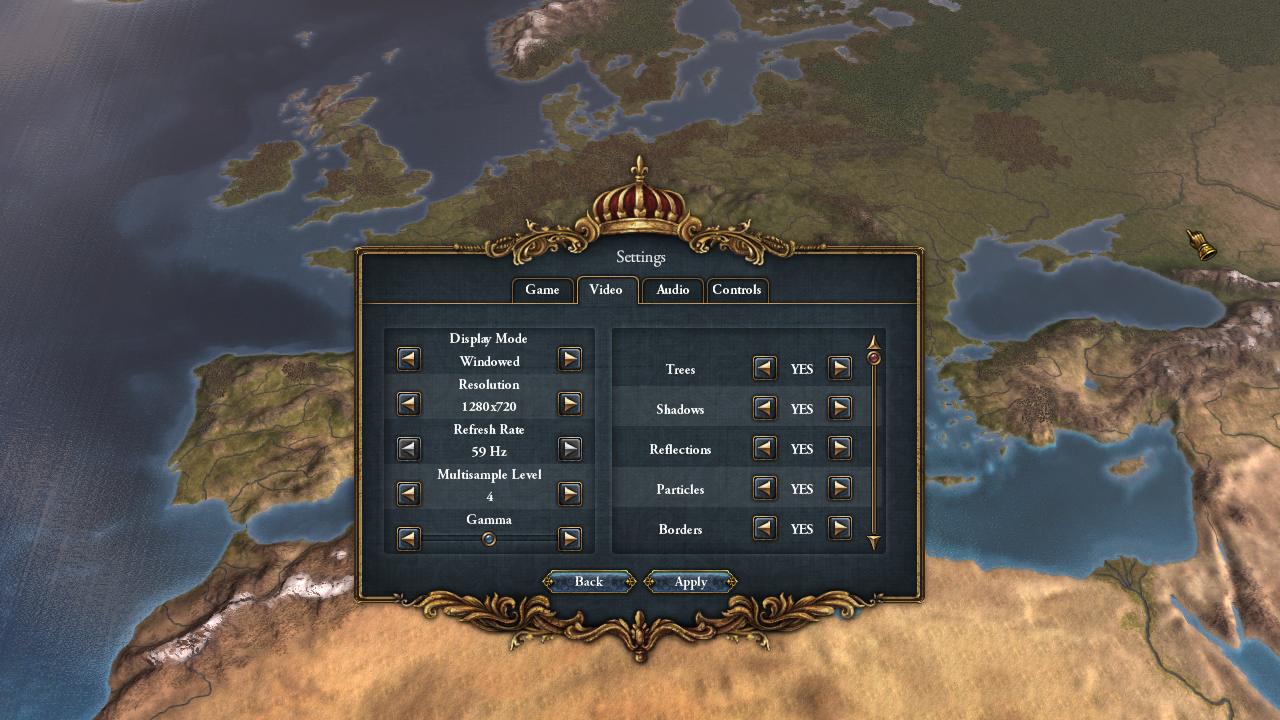 Settings
Game
Video
Audio
Controls
Display Mode
Windowed
Resolution
1280x720
Refresh Rate
59 Hz
Multisample Level
4
Gamma
Trees YES
Shadows YES
Reflections YES
Particles YES
Borders YES
Back
Apply